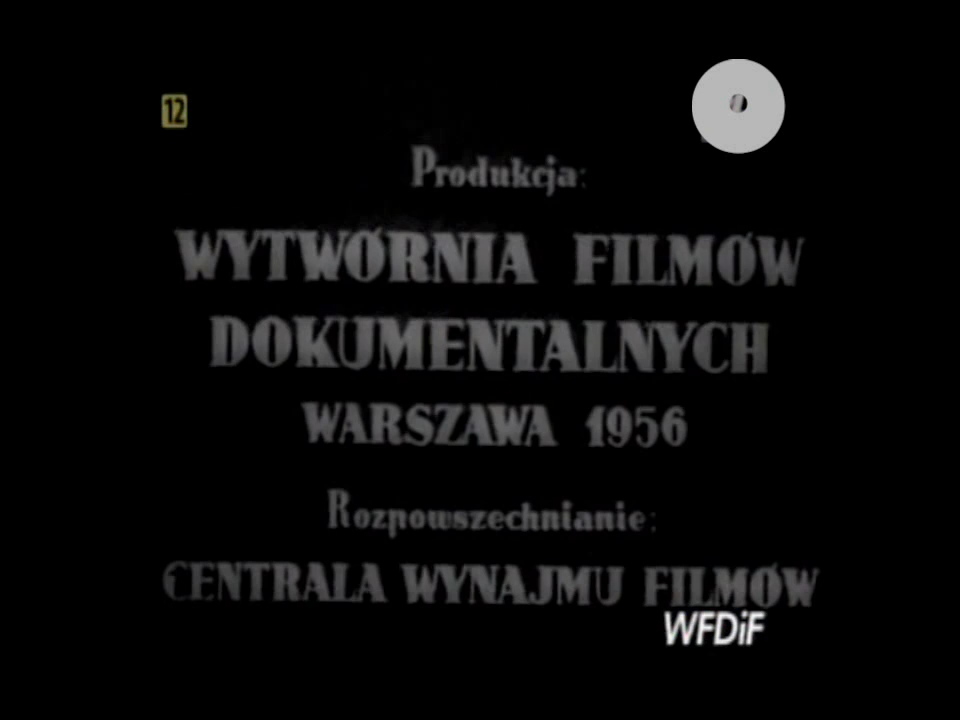 12
Produkcja:
WYTWÓRNIA FILMÓW
DOKUMENTALNYCH
WARSZAWA 1956
Rozpowszechnianie:
CENTRALA WYNAJMU FILMÓW
WFDiF